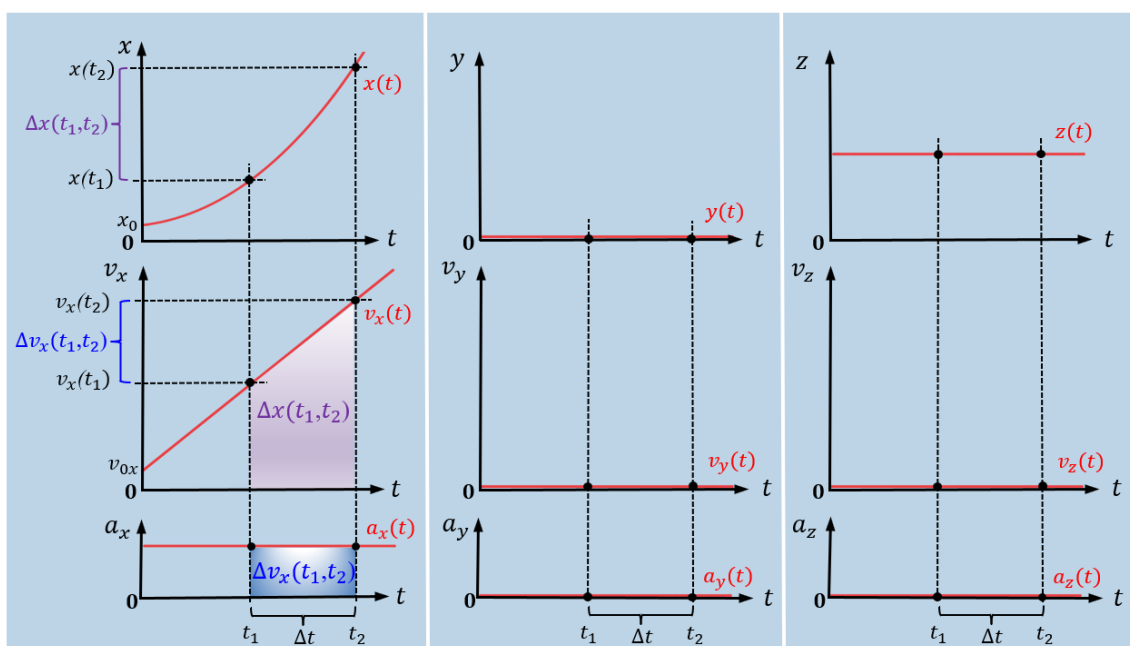 x
x(t₂)
x(t)
Δx(t₁,t₂)
x(t₁)
x₀
0
t
vₓ
vₓ(t₂)
vₓ(t)
Δvₓ(t₁,t₂)
vₓ(t₁)
Δx(t₁,t₂)
v₀ₓ
0
t
aₓ
aₓ(t)
Δvₓ(t₁,t₂)
0
t
t₁
Δt
t₂
y
y(t)
0
t
v_y
v_y(t)
0
t
a_y
a_y(t)
0
t
t₁
Δt
t₂
z
z(t)
0
t
v_z
v_z(t)
0
t
a_z
a_z(t)
0
t
t₁
Δt
t₂